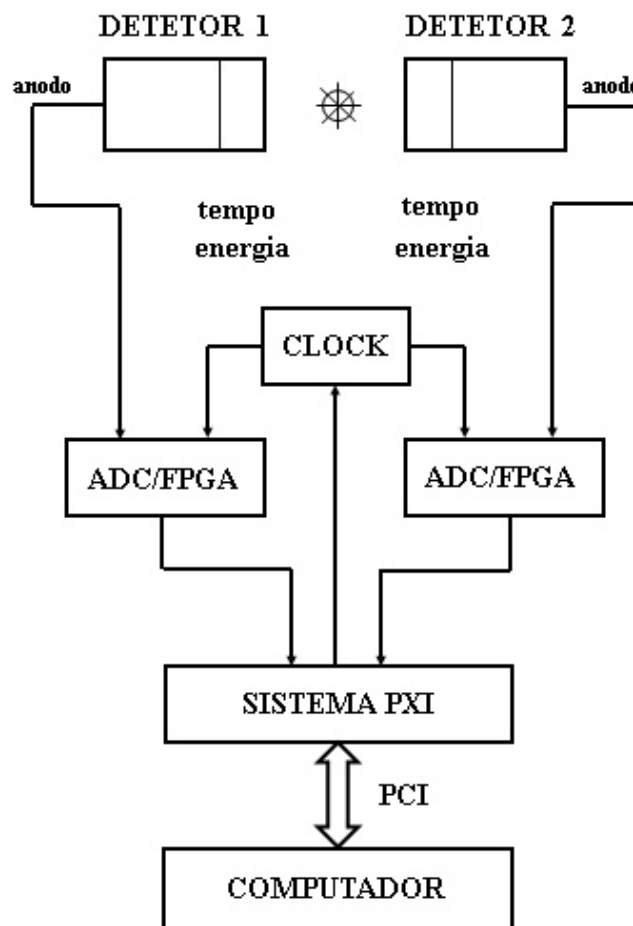 DETETOR 1
DETETOR 2
anodo
anodo
tempo
energia
tempo
energia
CLOCK
ADC/FPGA
ADC/FPGA
SISTEMA PXI
PCI
COMPUTADOR